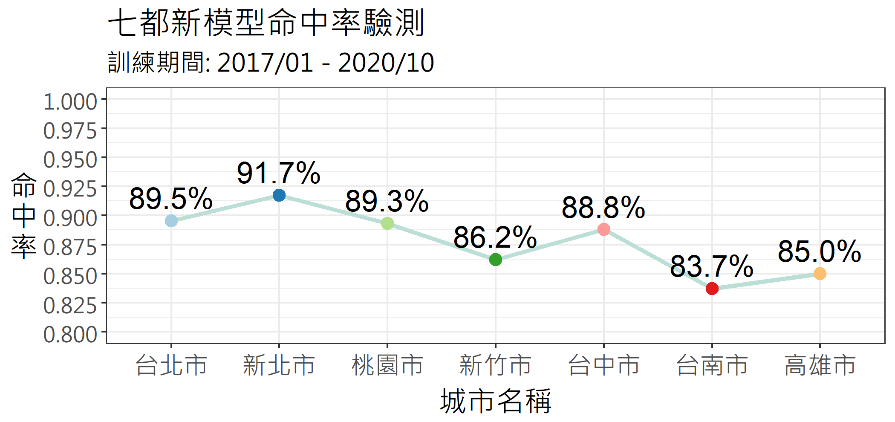 七都新模型命中率驗測
訓練期間: 2017/01 - 2020/10
命中率
1.000
0.975
0.950
0.925
0.900
0.875
0.850
0.825
0.800
89.5%
91.7%
89.3%
86.2%
88.8%
83.7%
85.0%
台北市
新北市
桃園市
新竹市
台中市
台南市
高雄市
城市名稱